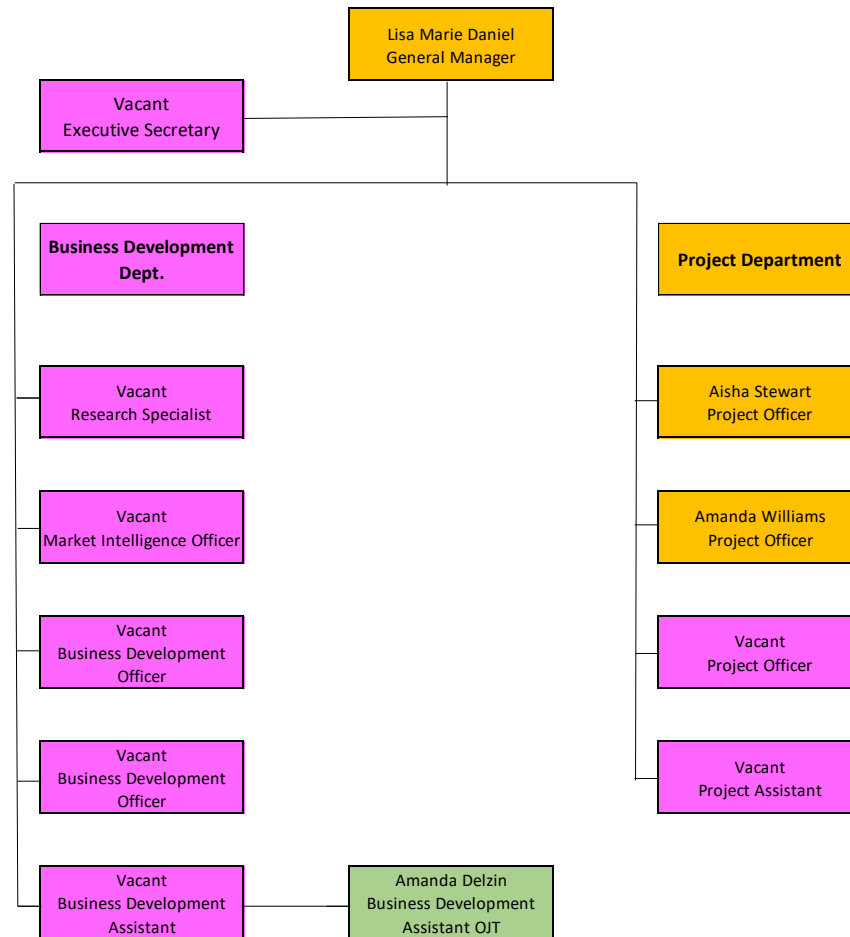 Lisa Marie Daniel
General Manager
Vacant
Executive Secretary
Business Development
Dept.
Project Department
Vacant
Research Specialist
Aisha Stewart
Project Officer
Vacant
Market Intelligence Officer
Amanda Williams
Project Officer
Vacant
Business Development
Officer
Vacant
Project Officer
Vacant
Business Development
Officer
Vacant
Project Assistant
Vacant
Business Development
Assistant
Amanda Delzin
Business Development
Assistant OJT